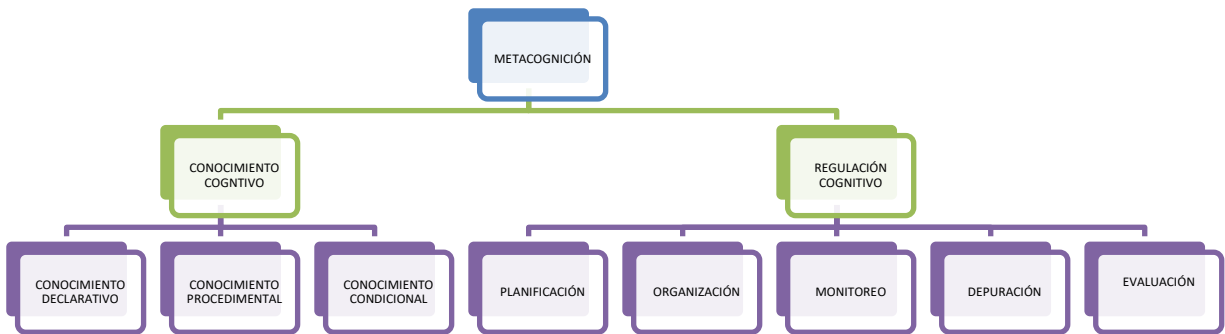 METACOGNICIÓN
CONOCIMIENTO
COGNTIVO
REGULACIÓN
COGNITIVO
CONOCIMIENTO
DECLARATIVO
CONOCIMIENTO
PROCEDIMENTAL
CONOCIMIENTO
CONDICIONAL
PLANIFICACIÓN
ORGANIZACIÓN
MONITOREO
DEPURACIÓN
EVALUACIÓN